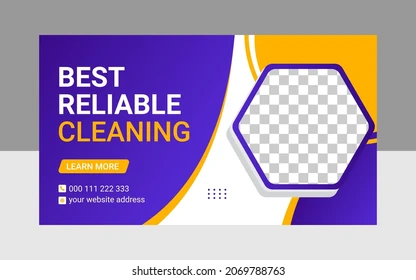 BEST
RELIABLE
CLEANING
LEARN MORE
000 111 222 333
your website address
shutterstock.com · 2069788763